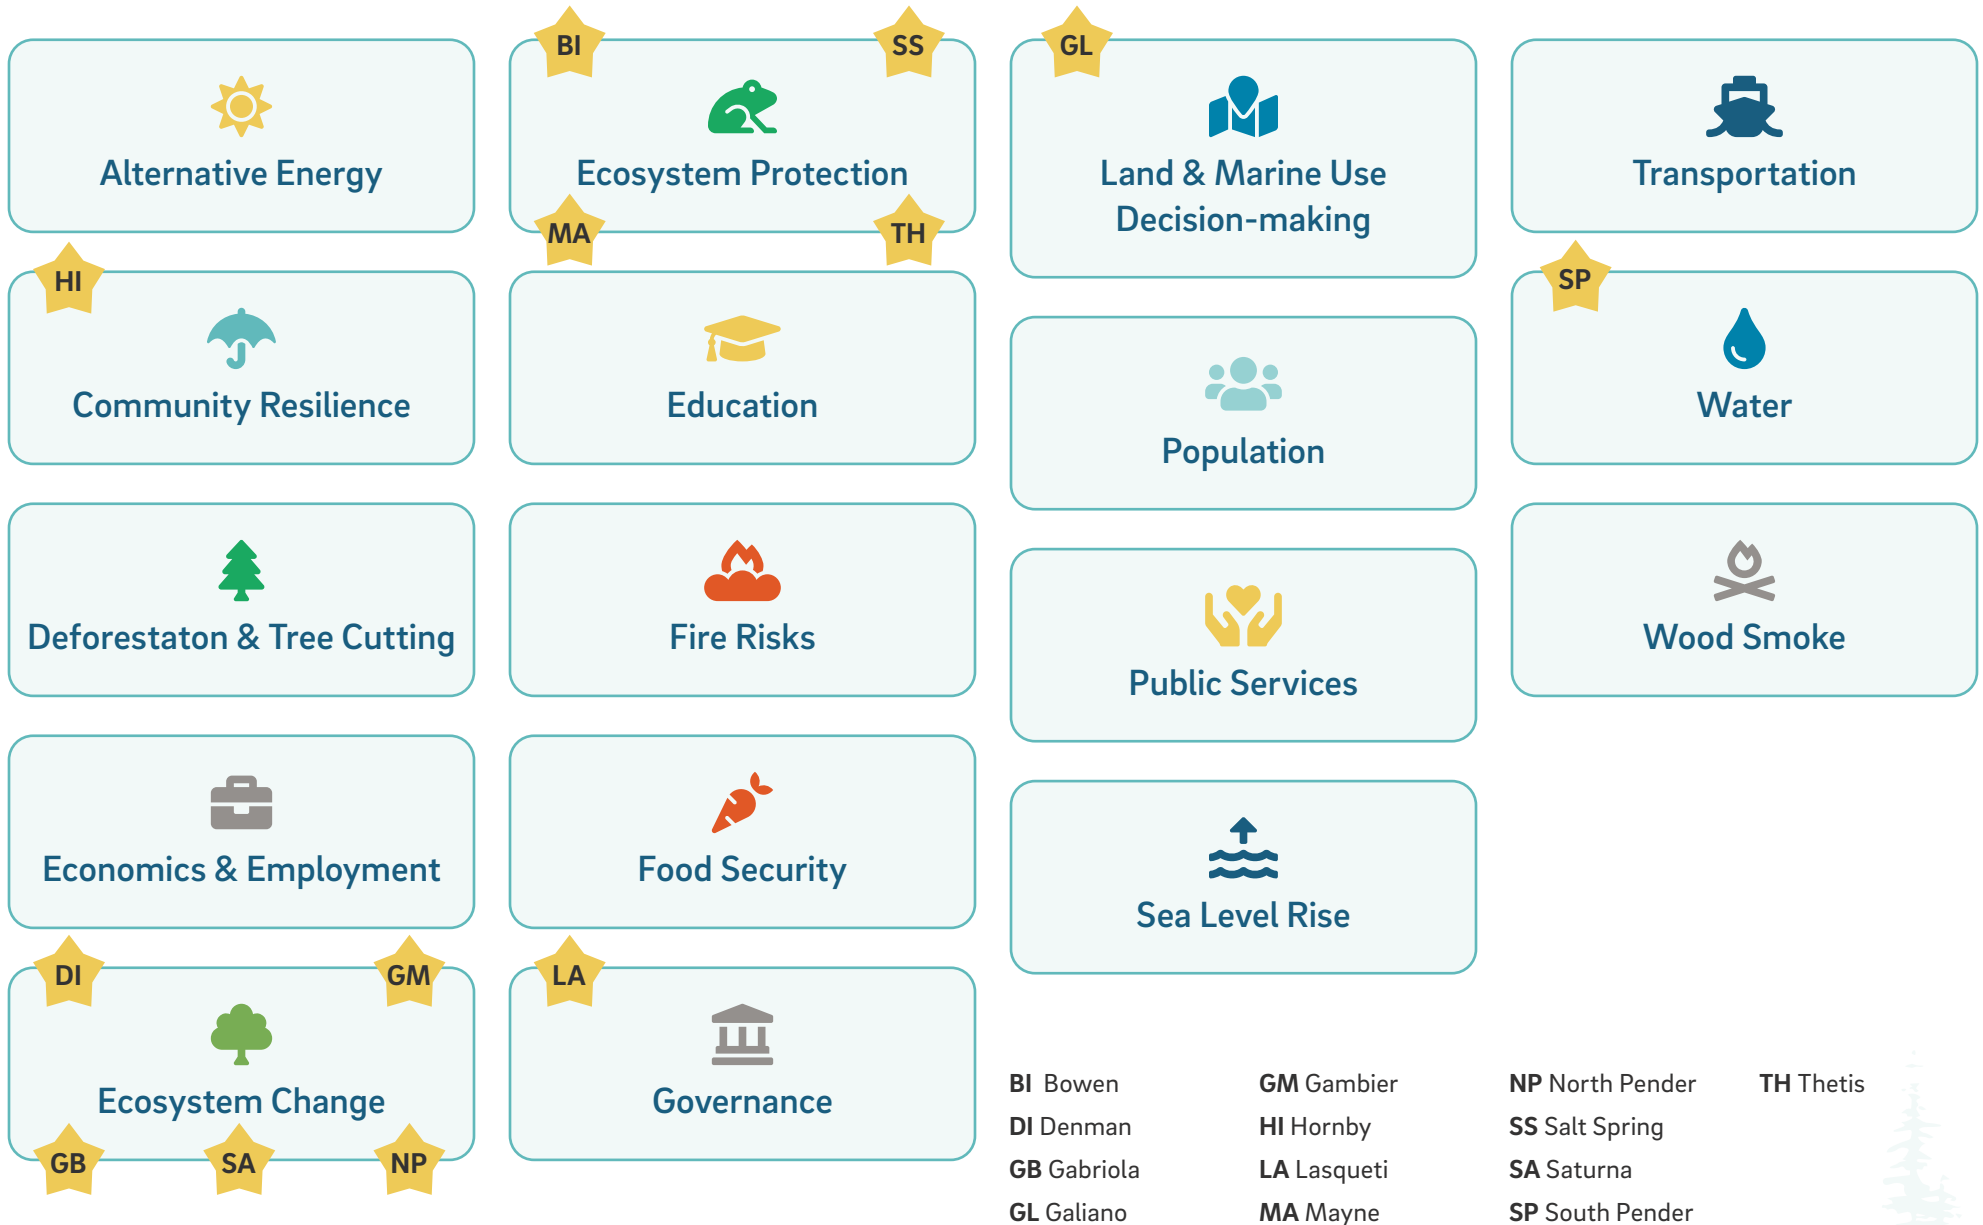 BI
SS
GL
Alternative Energy
Ecosystem Protection
Land & Marine Use
Decision-making
Transportation
MA
TH
HI
SP
Community Resilience
Education
Population
Water
Deforestaton & Tree Cutting
Fire Risks
Public Services
Wood Smoke
Economics & Employment
Food Security
Sea Level Rise
DI
GM
LA
Ecosystem Change
Governance
GB
SA
NP
BI Bowen
DI Denman
GB Gabriola
GL Galiano
GM Gambier
HI Hornby
LA Lasqueti
MA Mayne
NP North Pender
SS Salt Spring
SA Saturna
SP South Pender
TH Thetis